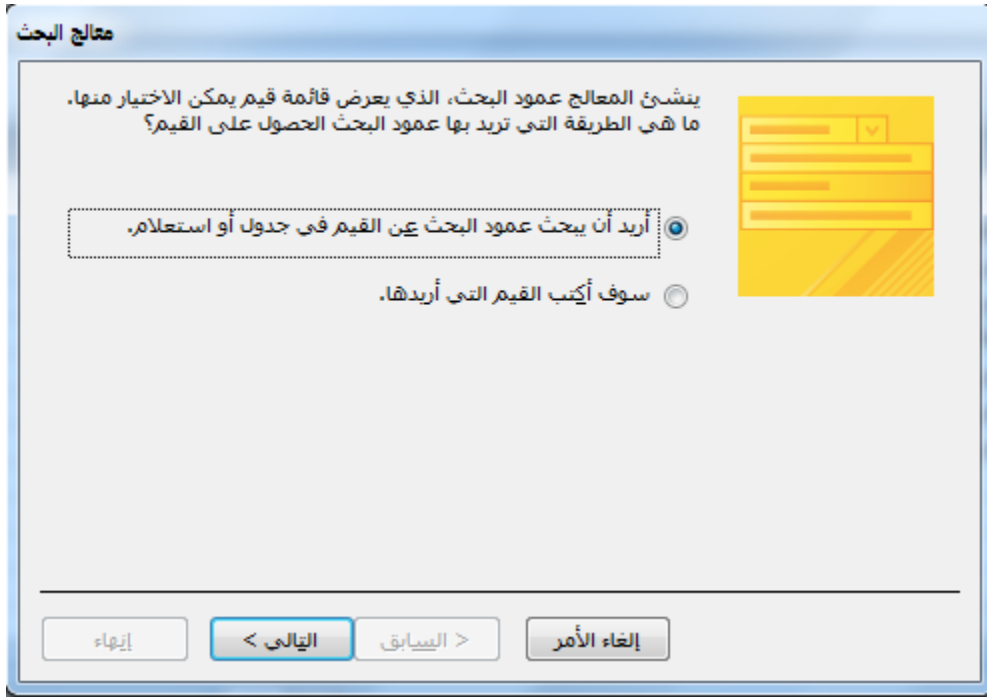 معالج البحث
ينشئ المعالج عمود البحث، الذي يعرض قائمة قيم يمكن الاختيار منها.
ما هي الطريقة التي تريد بها عمود البحث الحصول على القيم؟
أريد أن يبحث عمود البحث عن القيم في جدول أو استعلام.
سوف أكتب القيم التي أريدها.
إلغاء الأمر
< السابق
التالي >
إنهاء